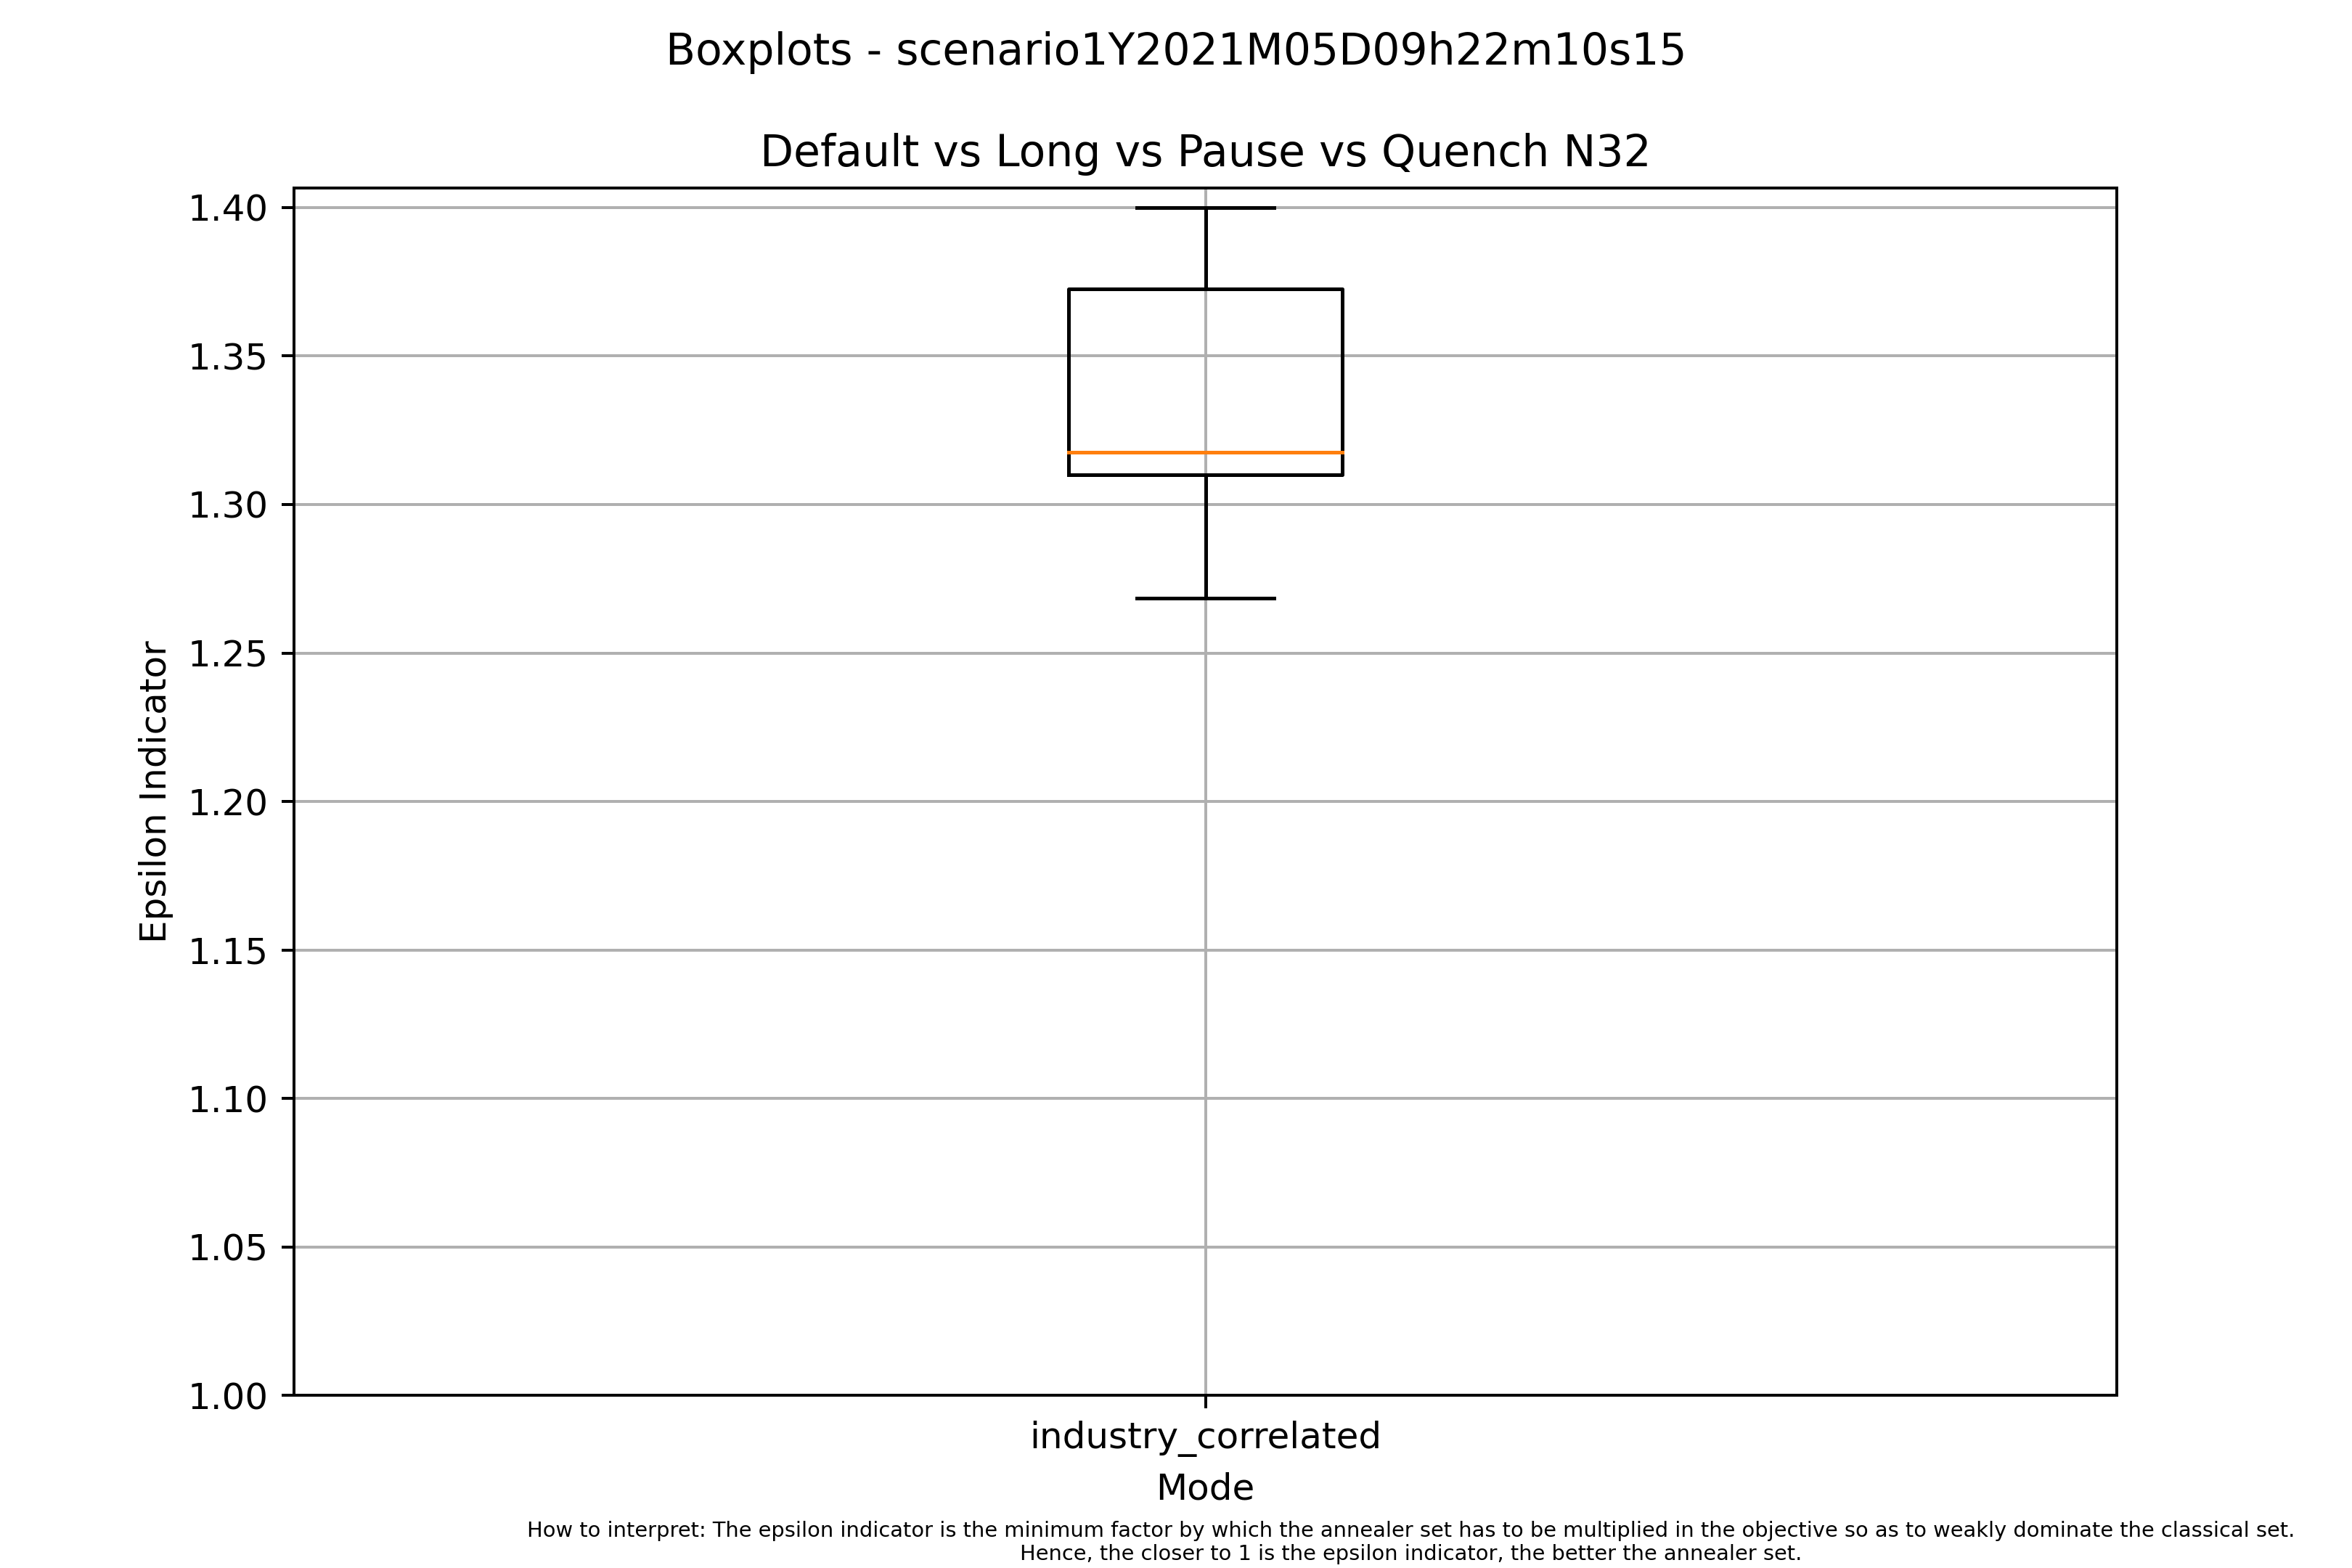 Boxplots - scenario1Y2021M05D09h22m10s15
Default vs Long vs Pause vs Quench N32
1.40
1.35
1.30
1.25
1.20
1.15
1.10
1.05
1.00
Epsilon Indicator
industry_correlated
Mode
How to interpret: The epsilon indicator is the minimum factor by which the annealer set has to be multiplied in the objective so as to weakly dominate the classical set.
Hence, the closer to 1 is the epsilon indicator, the better the annealer set.